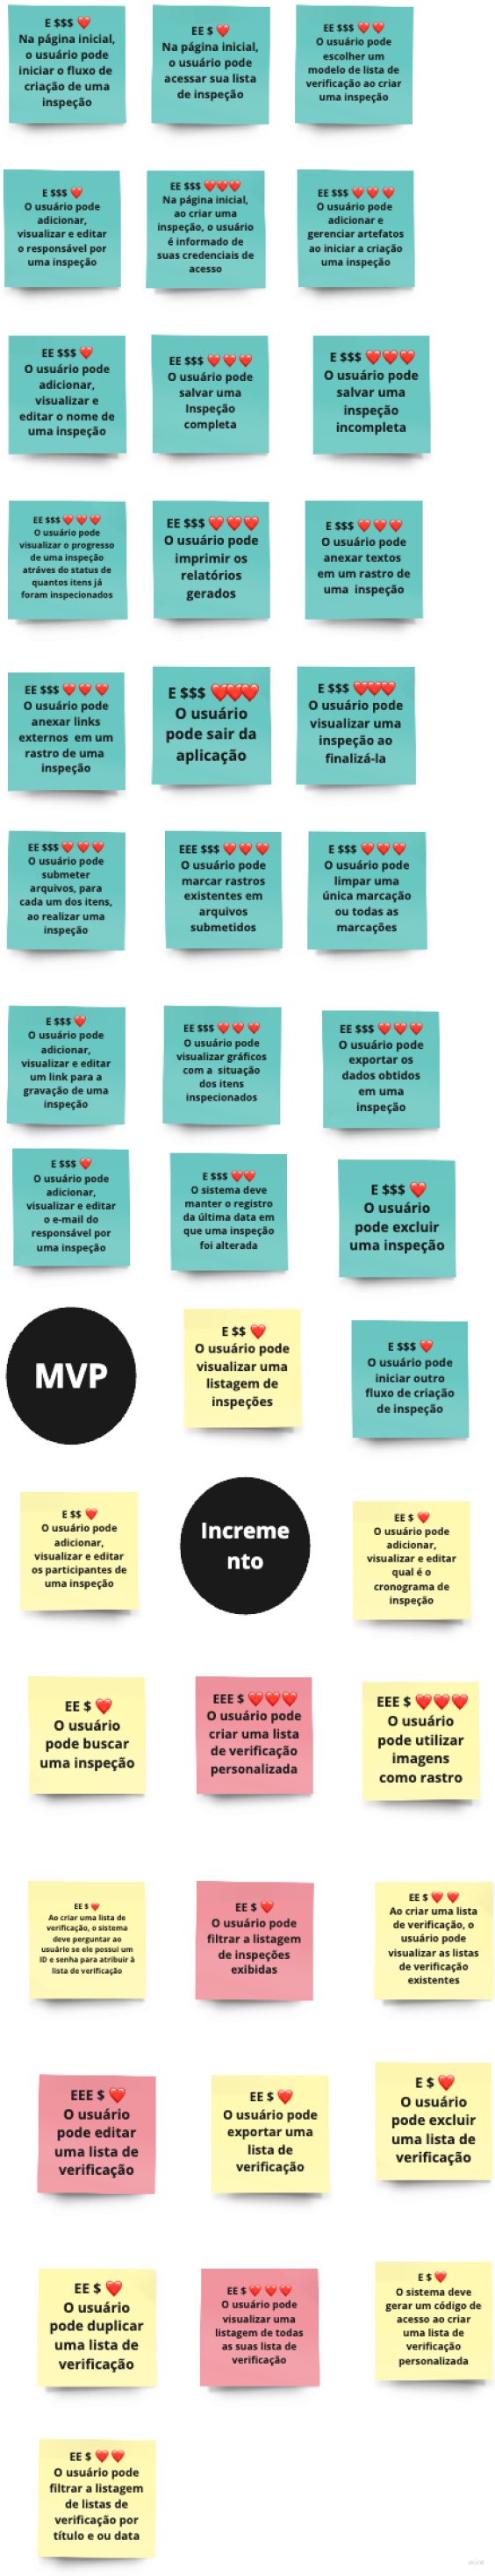 E $$$ ❤️
Na página inicial,
o usuário pode
iniciar o fluxo de
criação de uma
inspeção
EE $ ❤️
Na página inicial,
o usuário pode
acessar sua lista
de inspeção
EE $$$ ❤️ ❤️
O usuário pode
escolher um
modelo de lista de
verificação ao criar
uma inspeção
E $$$ ❤️
O usuário pode
adicionar,
visualizar e editar
o responsável por
uma inspeção
EE $$$ ❤️❤️❤️
Na página inicial,
ao criar uma
inspeção, o usuário
é informado de
suas credenciais de
acesso
EE $$$ ❤️ ❤️ ❤️
O usuário pode
adicionar e
gerenciar artefatos
ao iniciar a criação
uma inspeção
EE $$$ ❤️
O usuário pode
adicionar,
visualizar e
editar o nome de
uma inspeção
EE $$$ ❤️ ❤️ ❤️
O usuário pode
salvar uma
Inspeção
completa
E $$$ ❤️❤️❤️
O usuário pode
salvar uma
inspeção
incompleta
EE $$$ ❤️ ❤️ ❤️
O usuário pode
visualizar o progresso
de uma inspeção
atráves do status de
quantos itens já
foram inspecionados
EE $$$ ❤️❤️❤️
O usuário pode
imprimir os
relatórios
gerados
E $$$ ❤️ ❤️ ❤️
O usuário pode
anexar textos
em um rastro de
uma inspeção
EE $$$ ❤️ ❤️ ❤️
O usuário pode
anexar links
externos em um
rastro de uma
inspeção
E $$$ ❤️❤️❤️
O usuário
pode sair da
aplicação
E $$$ ❤️❤️❤️
O usuário pode
visualizar uma
inspeção ao
finalizá-la
EE $$$ ❤️ ❤️ ❤️
O usuário pode
submeter
arquivos, para
cada um dos itens,
ao realizar uma
inspeção
EEE $$$ ❤️ ❤️ ❤️
O usuário pode
marcar rastros
existentes em
arquivos
submetidos
E $$$ ❤️ ❤️ ❤️
O usuário pode
limpar uma
única marcação
ou todas as
marcações
E $$$ ❤️
O usuário pode
adicionar,
visualizar e editar
um link para a
gravação de uma
inspeção
EE $$$ ❤️ ❤️ ❤️
O usuário pode
visualizar gráficos
com a situação
dos itens
inspecionados
EE $$$ ❤️ ❤️ ❤️
O usuário pode
exportar os
dados obtidos
em uma
inspeção
E $$$ ❤️
O usuário pode
adicionar,
visualizar e editar
o e-mail do
responsável por
uma inspeção
E $$$ ❤️❤️
O sistema deve
manter o registro
da última data em
que uma inspeção
foi alterada
E $$$ ❤️
O usuário
pode excluir
uma inspeção
MVP
E $$ ❤️
O usuário pode
visualizar uma
listagem de
inspeções
E $$$ ❤️
O usuário pode
iniciar outro
fluxo de criação
de inspeção
E $$ ❤️
O usuário pode
adicionar,
visualizar e editar
os participantes de
uma inspeção
Increme
nto
EE $ ❤️
O usuário pode
adicionar,
visualizar e editar
qual é o
cronograma de
inspeção
EE $ ❤️
O usuário
pode buscar
uma inspeção
EEE $ ❤️❤️❤️
O usuário pode
criar uma lista
de verificação
personalizada
EEE $ ❤️❤️❤️
O usuário
pode utilizar
imagens
como rastro
EE $ ❤️
Ao criar uma lista de
verificação, o sistema
deve perguntar ao
usuário se ele possui um
ID e senha para atribuir à
lista de verificação
EE $ ❤️
O usuário pode
filtrar a listagem
de inspeções
exibidas
EE $ ❤️ ❤️
Ao criar uma lista
de verificação, o
usuário pode
visualizar as listas
de verificação
existentes
EEE $ ❤️
O usuário
pode editar
uma lista de
verificação
EE $ ❤️
O usuário pode
exportar uma
lista de
verificação
E $ ❤️
O usuário
pode excluir
uma lista de
verificação
EE $ ❤️
O usuário
pode duplicar
uma lista de
verificação
EE $ ❤️ ❤️ ❤️
O usuário pode
visualizar uma
listagem de todas
as suas lista de
verificação
E $ ❤️
O sistema deve
gerar um código de
acesso ao criar
uma lista de
verificação
personalizada
EE $ ❤️❤️
O usuário pode
filtrar a listagem
de listas de
verificação por
título e ou data
miro